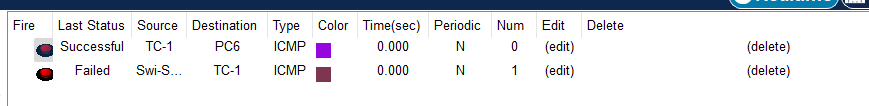 Fire Last Status Source Destination Type Color Time(sec) Periodic Num Edit Delete
Successful TC-1 PC6 ICMP 0.000 N 0 (edit) (delete)
Failed Swi-S... TC-1 ICMP 0.000 N 1 (edit) (delete)